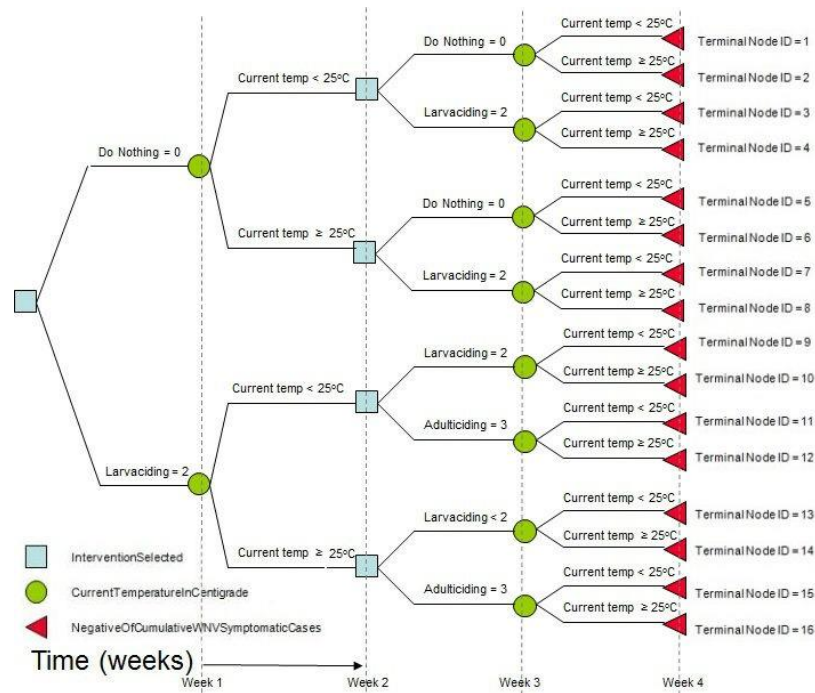 Current temp < 25°C
Terminal Node ID = 1
Do Nothing = 0
Current temp ≥ 25°C
Terminal Node ID = 2
Current temp < 25°C
Current temp < 25°C
Terminal Node ID = 3
Larvaciding = 2
Current temp ≥ 25°C
Terminal Node ID = 4
Do Nothing = 0
Current temp < 25°C
Terminal Node ID = 5
Do Nothing = 0
Current temp ≥ 25°C
Terminal Node ID = 6
Current temp ≥ 25°C
Current temp < 25°C
Terminal Node ID = 7
Larvaciding = 2
Current temp ≥ 25°C
Terminal Node ID = 8
Current temp < 25°C
Terminal Node ID = 9
Larvaciding = 2
Current temp ≥ 25°C
Terminal Node ID = 10
Current temp < 25°C
Current temp < 25°C
Terminal Node ID = 11
Adulticiding = 3
Current temp ≥ 25°C
Terminal Node ID = 12
Larvaciding = 2
Current temp < 25°C
Terminal Node ID = 13
Larvaciding < 2
Current temp ≥ 25°C
Terminal Node ID = 14
Current temp ≥ 25°C
Current temp < 25°C
Terminal Node ID = 15
Adulticiding = 3
Current temp ≥ 25°C
Terminal Node ID = 16
InterventionSelected
CurrentTemperatureInCentigrade
NegativeOfCumulativeWNVSymptomaticCases
Time (weeks)
Week 1
Week 2
Week 3
Week 4